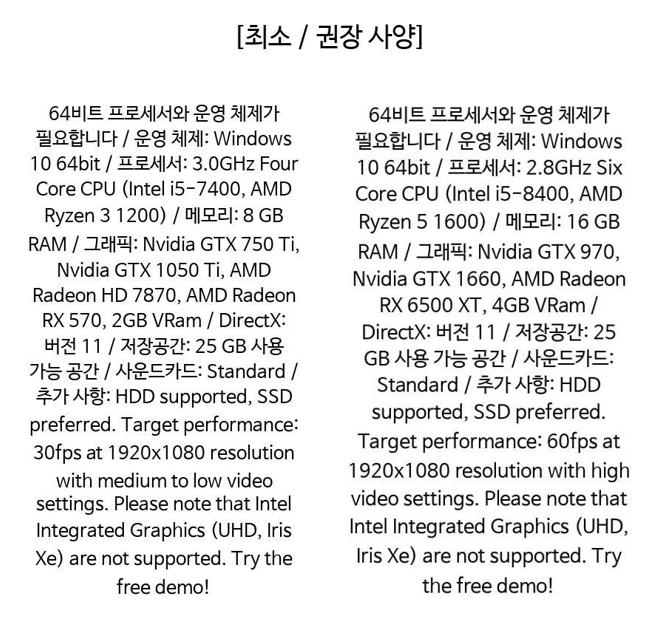 [최소 / 권장 사양]
64비트 프로세서와 운영 체제가
필요합니다 / 운영 체제: Windows
10 64bit / 프로세서: 3.0GHz Four
Core CPU (Intel i5-7400, AMD
Ryzen 3 1200) / 메모리: 8 GB
RAM / 그래픽: Nvidia GTX 750 Ti,
Nvidia GTX 1050 Ti, AMD
Radeon HD 7870, AMD Radeon
RX 570, 2GB VRam / DirectX:
버전 11 / 저장공간: 25 GB 사용
가능 공간 / 사운드카드: Standard /
추가 사항: HDD supported, SSD
preferred. Target performance:
30fps at 1920x1080 resolution
with medium to low video
settings. Please note that Intel
Integrated Graphics (UHD, Iris
Xe) are not supported. Try the
free demo!
64비트 프로세서와 운영 체제가
필요합니다 / 운영 체제: Windows
10 64bit / 프로세서: 2.8GHz Six
Core CPU (Intel i5-8400, AMD
Ryzen 5 1600) / 메모리: 16 GB
RAM / 그래픽: Nvidia GTX 970,
Nvidia GTX 1660, AMD Radeon
RX 6500 XT, 4GB VRam /
DirectX: 버전 11 / 저장공간: 25
GB 사용 가능 공간 / 사운드카드:
Standard / 추가 사항: HDD
supported, SSD preferred.
Target performance: 60fps at
1920x1080 resolution with high
video settings. Please note that
Intel Integrated Graphics (UHD,
Iris Xe) are not supported. Try
the free demo!